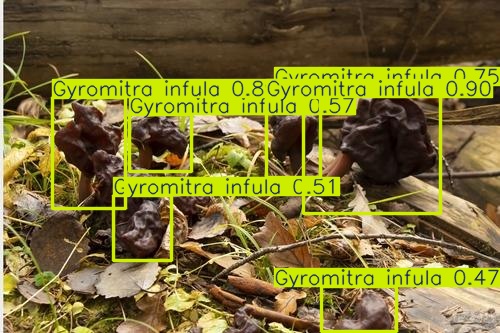 Gyromitra infula 0.75
Gyromitra infula 0.8
Gyromitra infula 0.90
Gyromitra infula 0.57
Gyromitra infula 0.51
Gyromitra infula 0.47